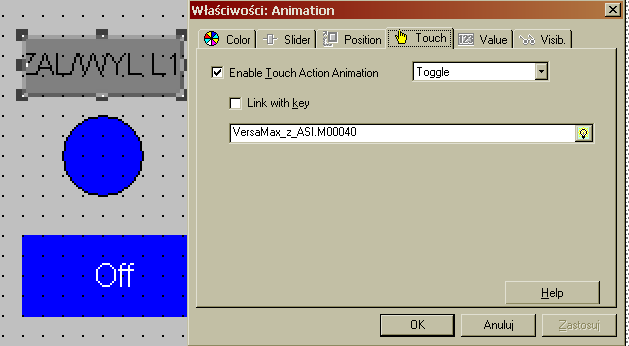 ZAŁ/WYŁ L1
Off
Właściwości: Animation
Color Slider Position Touch Value Visib.
Enable Touch Action Animation Toggle
Link with key
VersaMax_z_ASI.M00040
Help
OK Anuluj Zastosuj